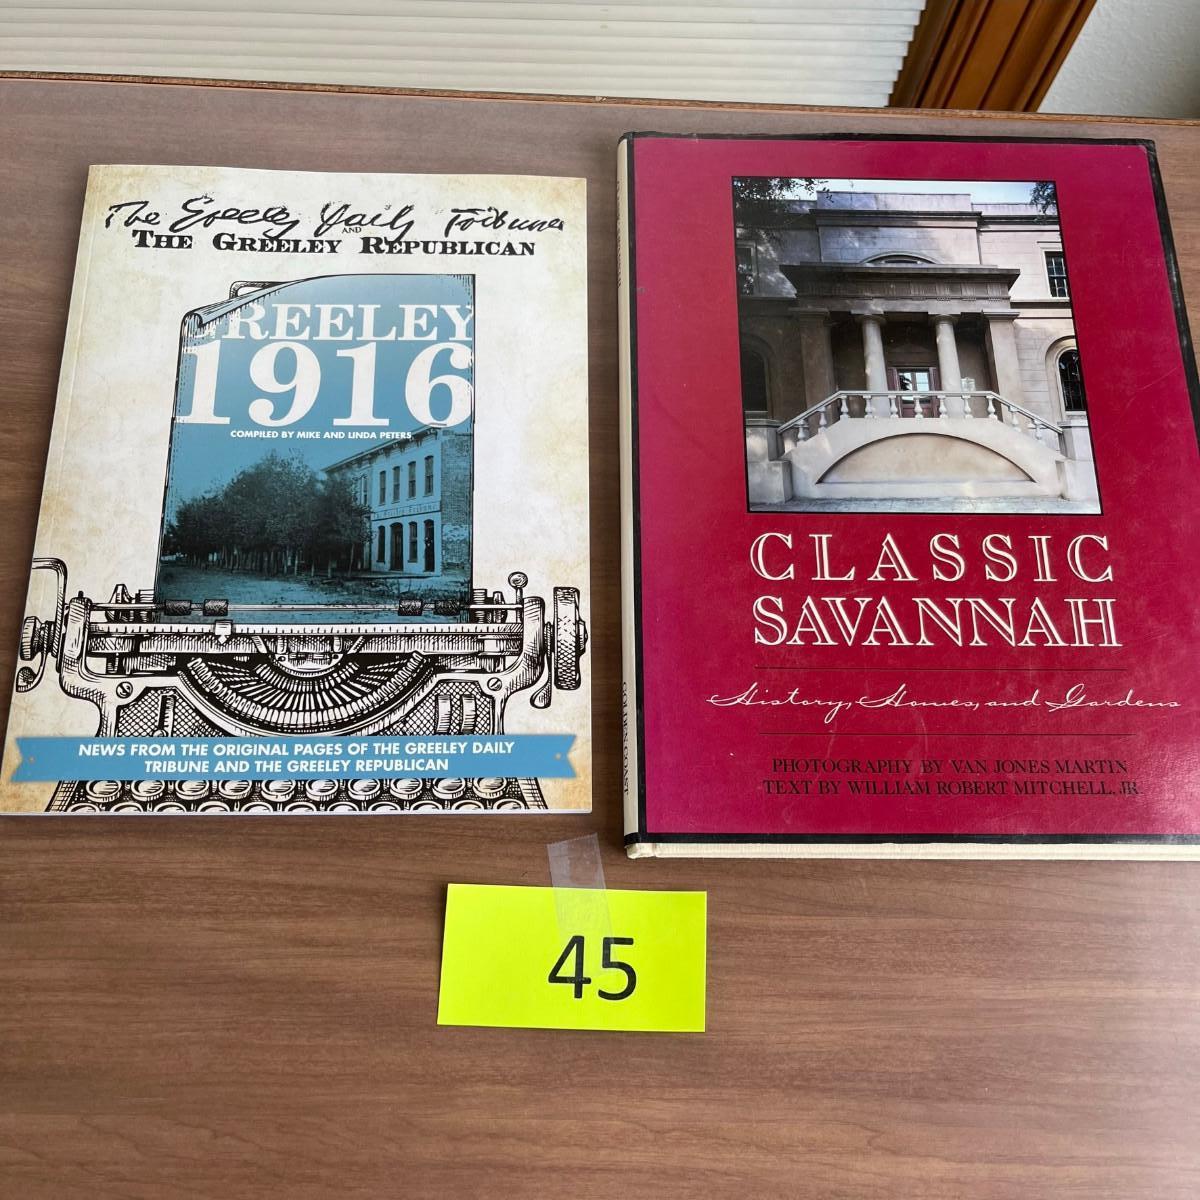 The Greeley Daily Tribune
AND
THE GREELEY REPUBLICAN
GREELEY
1916
COMPILED BY MIKE AND LINDA PETERS
NEWS FROM THE ORIGINAL PAGES OF THE GREELEY DAILY
TRIBUNE AND THE GREELEY REPUBLICAN
CLASSIC
SAVANNAH
History, Homes, and Gardens
PHOTOGRAPHY BY VAN JONES MARTIN
TEXT BY WILLIAM ROBERT MITCHELL, JR.
GOLDEN COAST
45